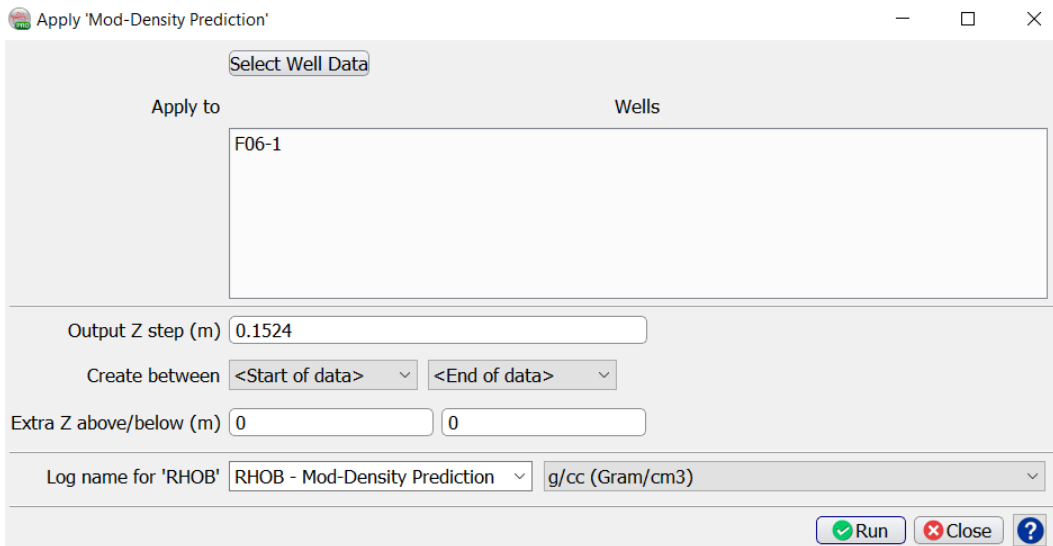 Apply 'Mod-Density Prediction'
Select Well Data
Apply to Wells
F06-1
Output Z step (m) 0.1524
Create between <Start of data> <End of data>
Extra Z above/below (m) 0 0
Log name for 'RHOB' RHOB - Mod-Density Prediction g/cc (Gram/cm3)
Run Close ?